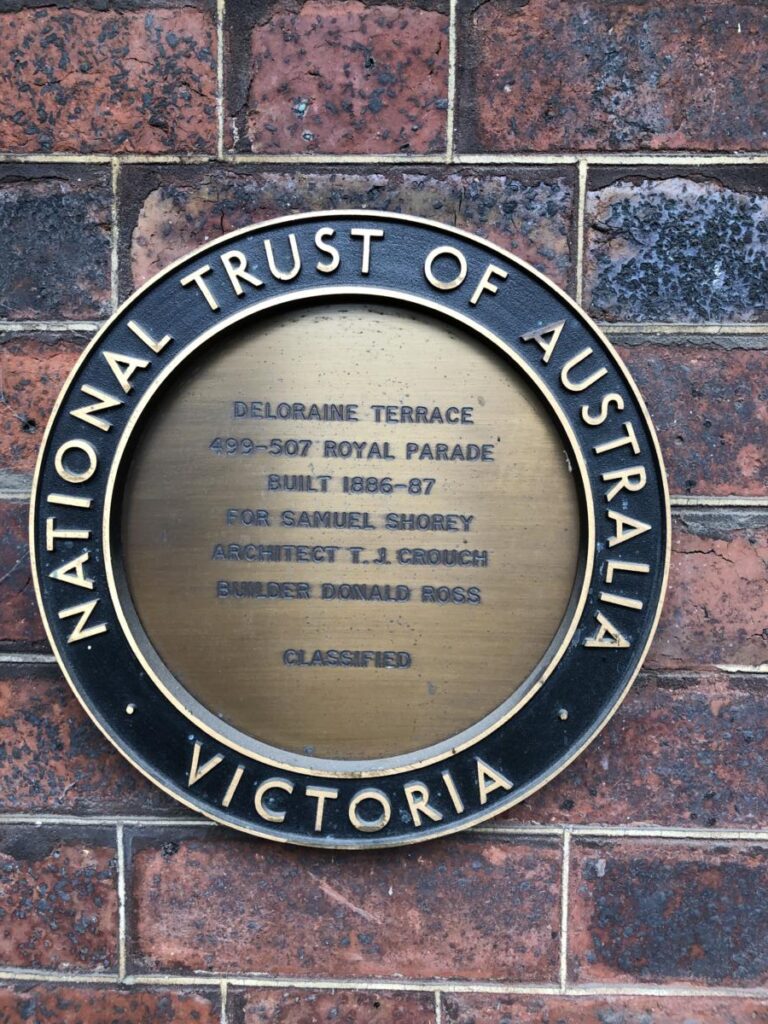 NATIONAL TRUST OF AUSTRALIA
DELORAINE TERRACE
499-507 ROYAL PARADE
BUILT 1886-87
FOR SAMUEL SHOREY
ARCHITECT T. J. CROUCH
BUILDER DONALD ROSS
CLASSIFIED
VICTORIA